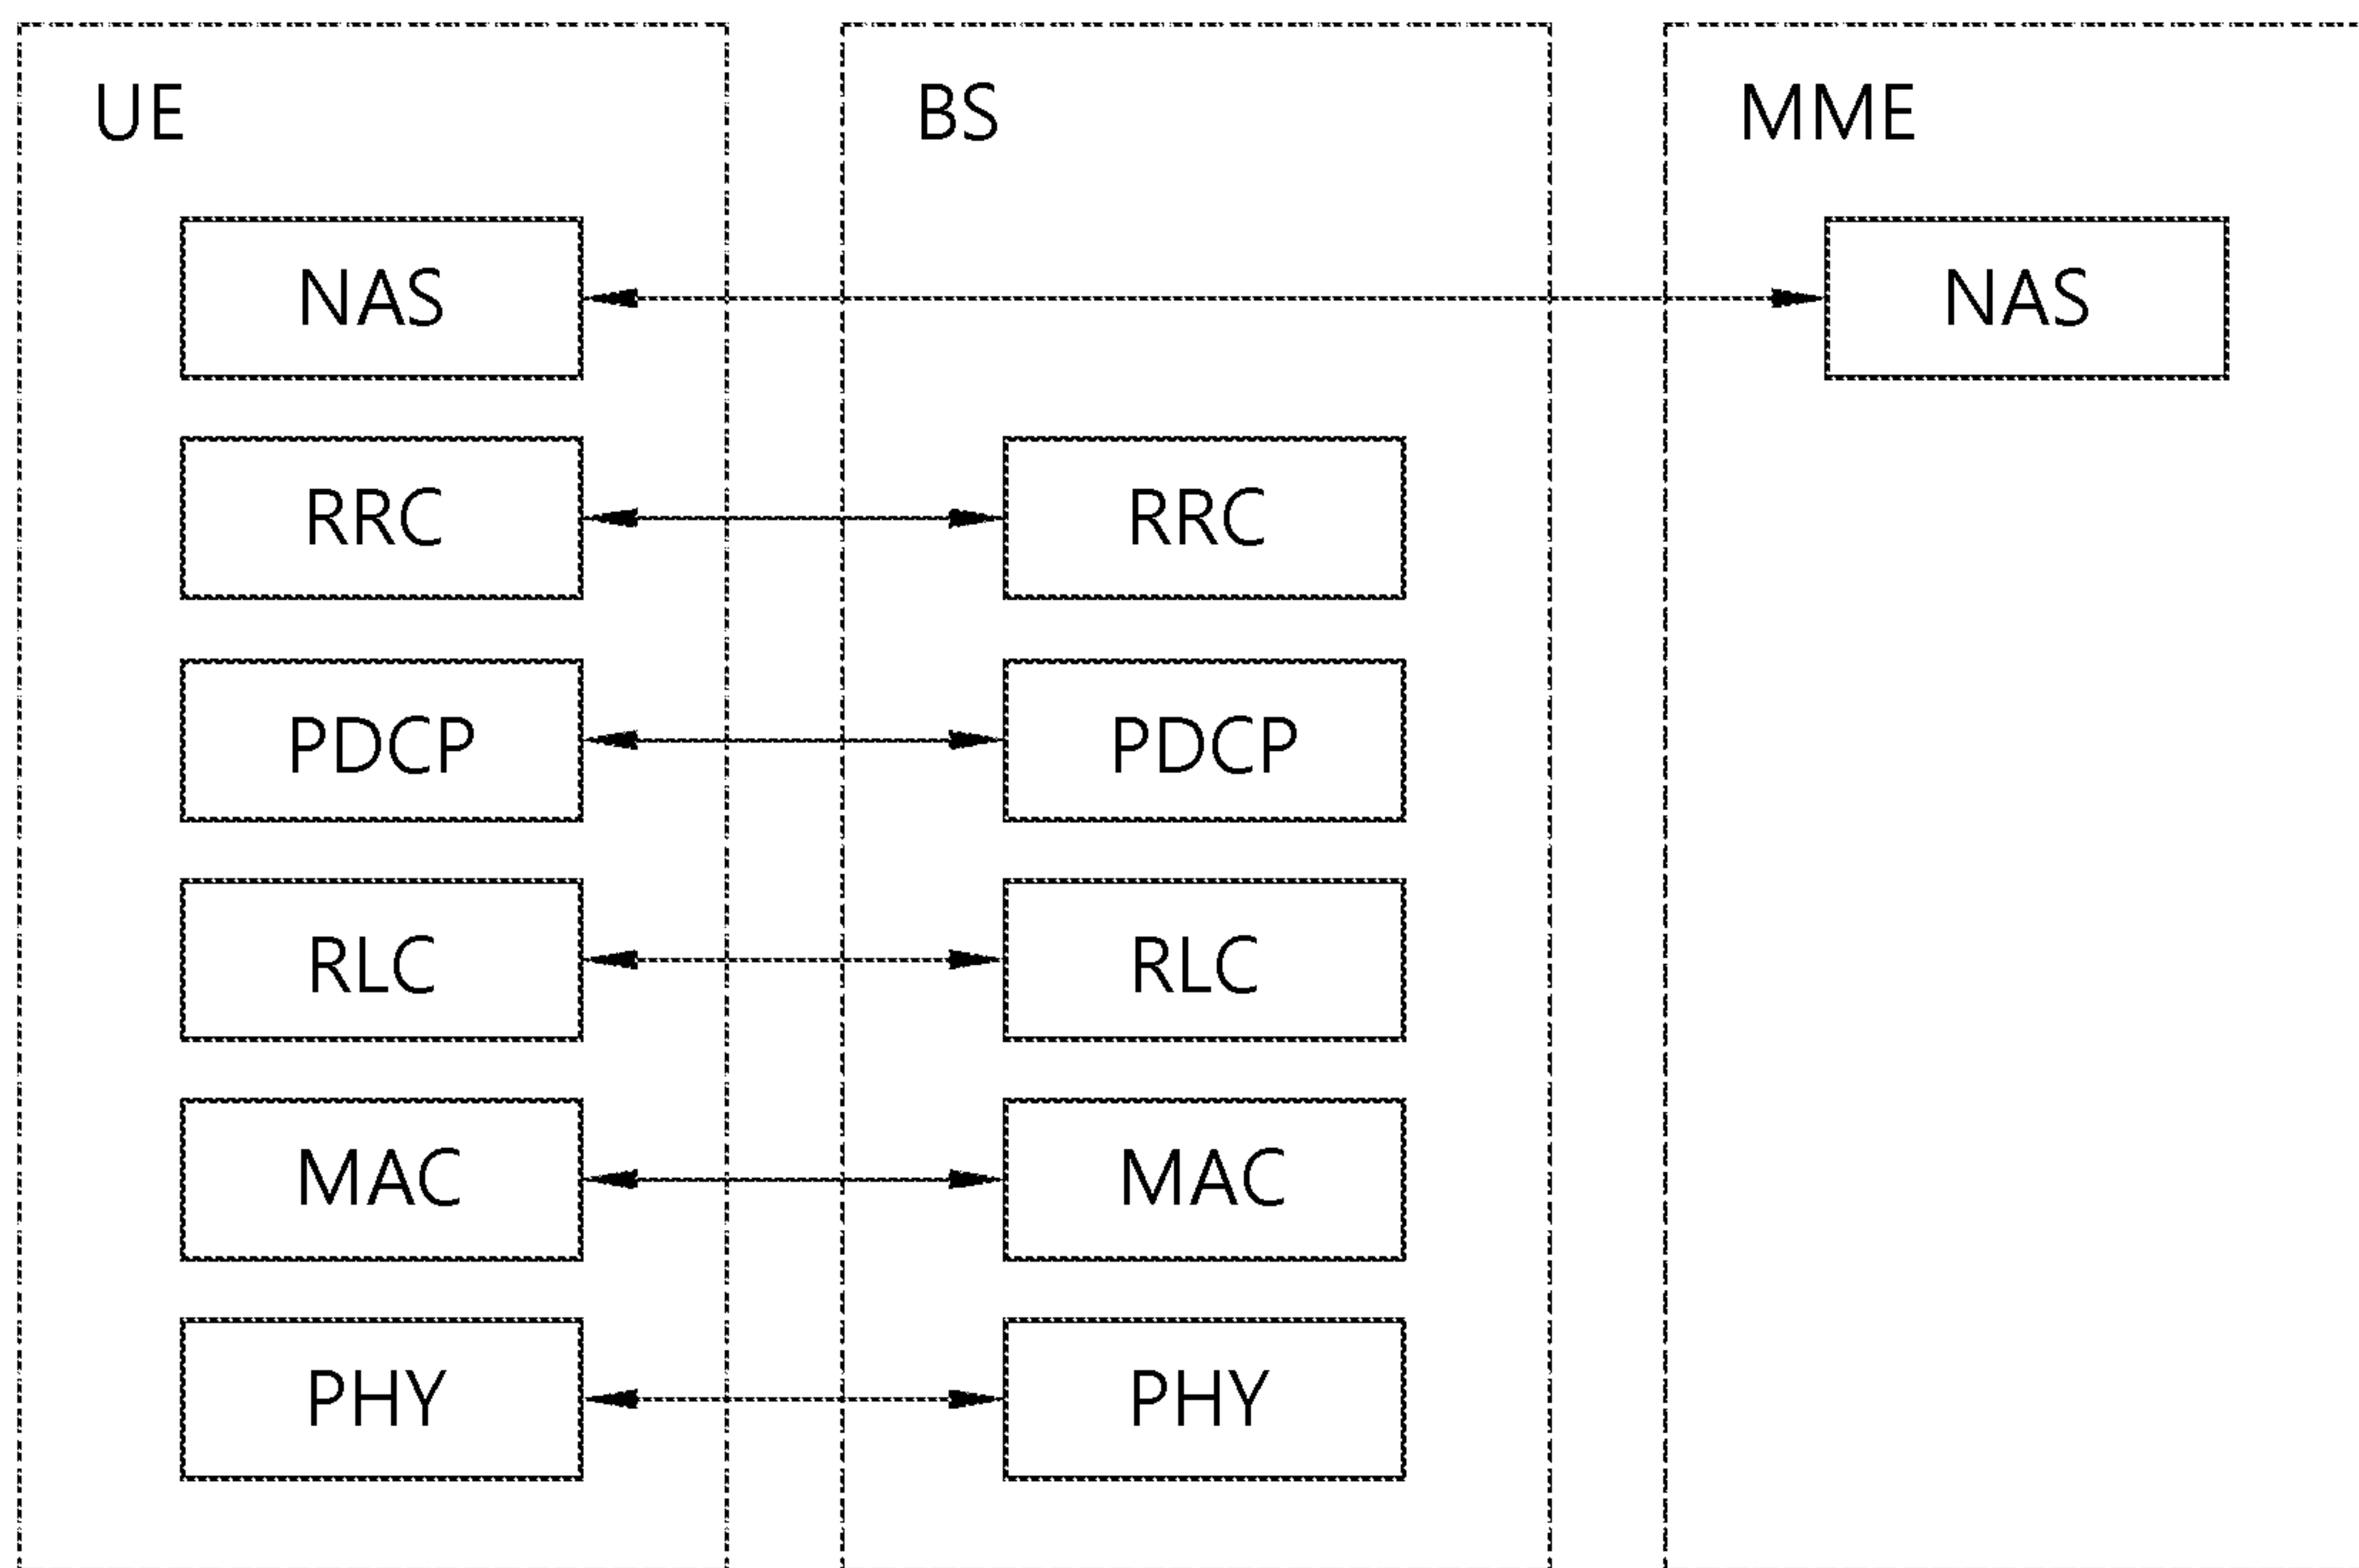 UE BS MME
NAS NAS
RRC RRC
PDCP PDCP
RLC RLC
MAC MAC
PHY PHY